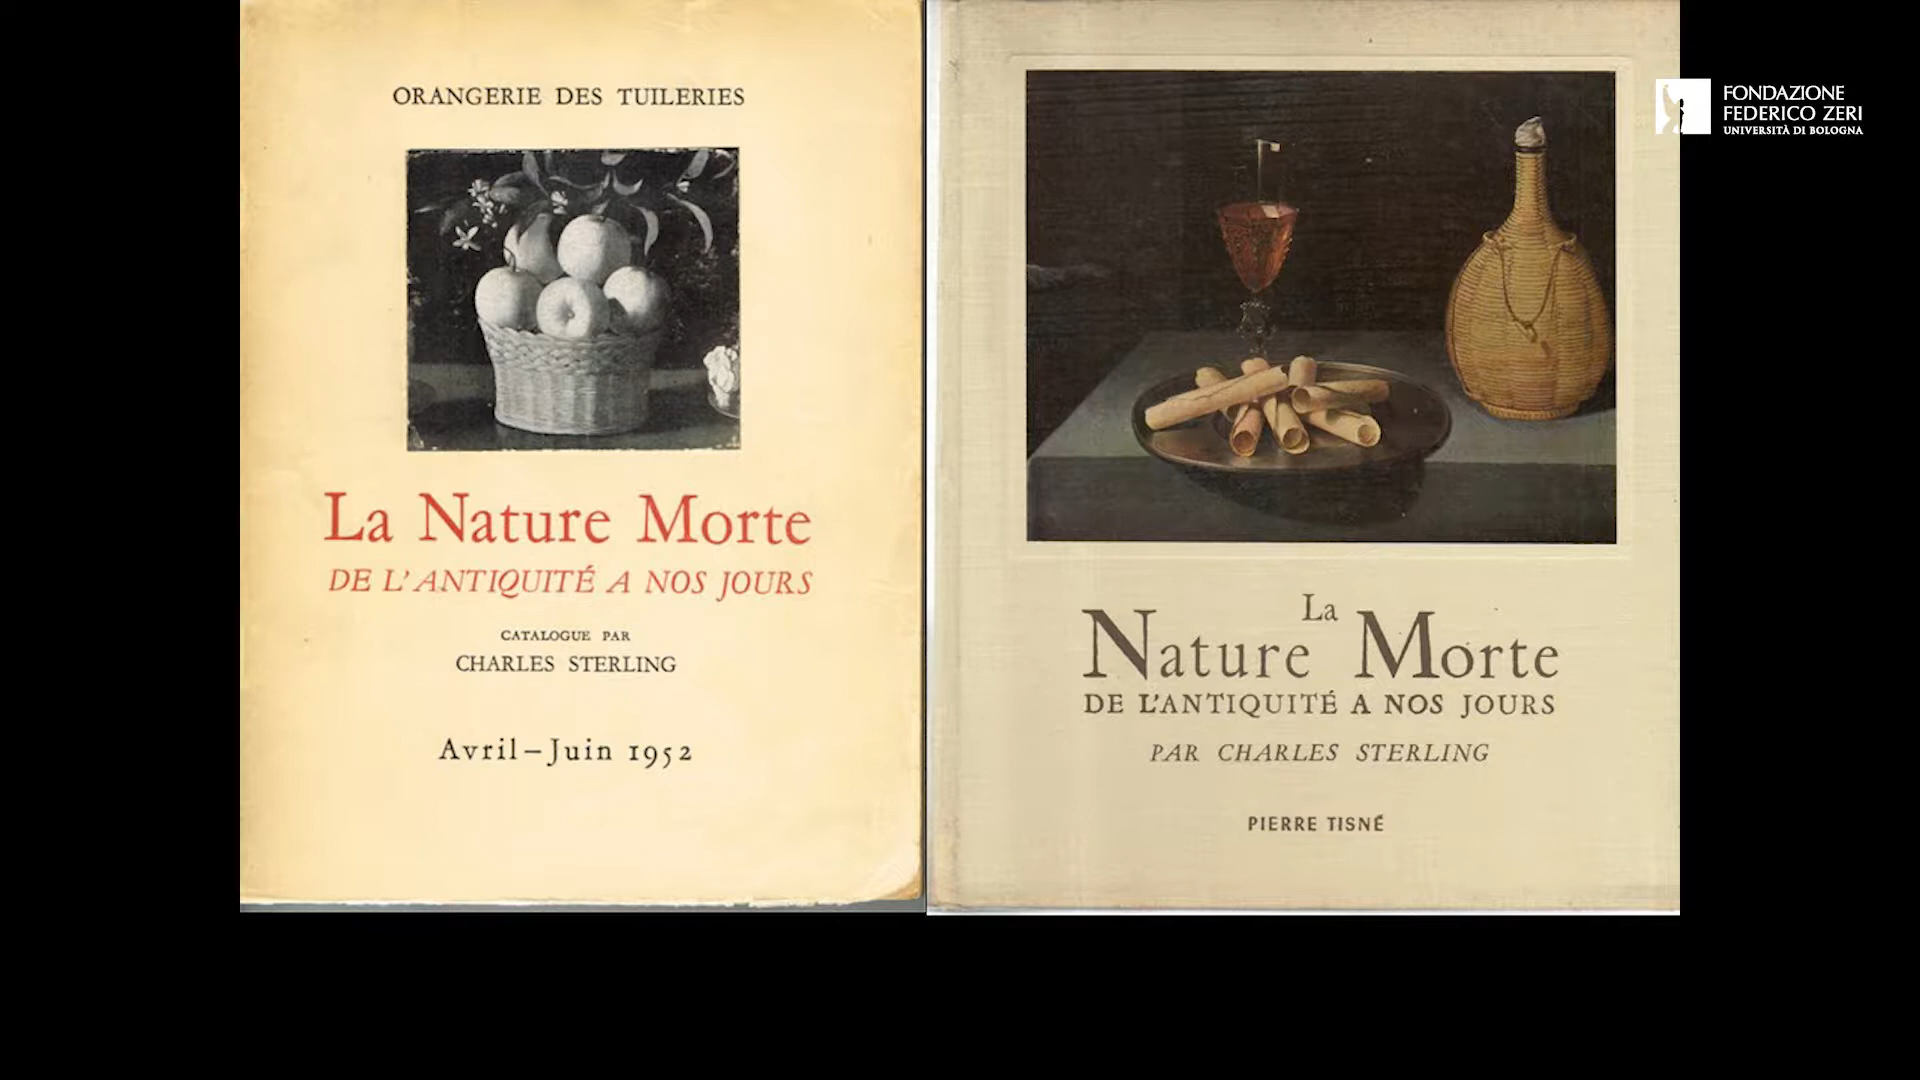 ORANGERIE DES TUILERIES
La Nature Morte
DE L'ANTIQUITÉ A NOS JOURS
CATALOGUE PAR
CHARLES STERLING
Avril–Juin 1952
La
Nature Morte
DE L'ANTIQUITÉ A NOS JOURS
PAR CHARLES STERLING
PIERRE TISNÉ
FONDAZIONE
FEDERICO ZERI
UNIVERSITÀ DI BOLOGNA